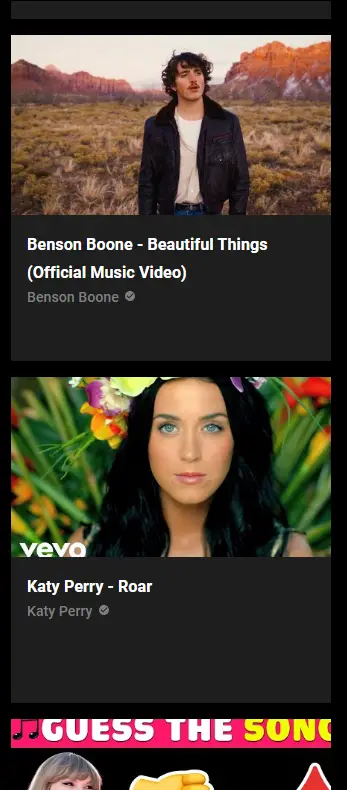 Benson Boone - Beautiful Things
(Official Music Video)
Benson Boone
vevo
Katy Perry - Roar
Katy Perry
GUESS THE SONG